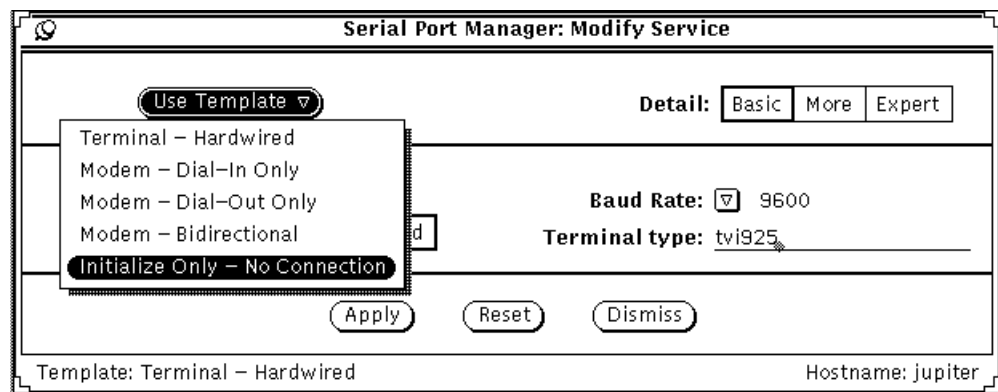 Serial Port Manager: Modify Service
Use Template
Detail: Basic More Expert
Terminal – Hardwired
Modem – Dial–In Only
Modem – Dial–Out Only
Modem – Bidirectional
Initialize Only – No Connection
Baud Rate: 9600
Terminal type: tvi925
Apply Reset Dismiss
Template: Terminal – Hardwired
Hostname: jupiter